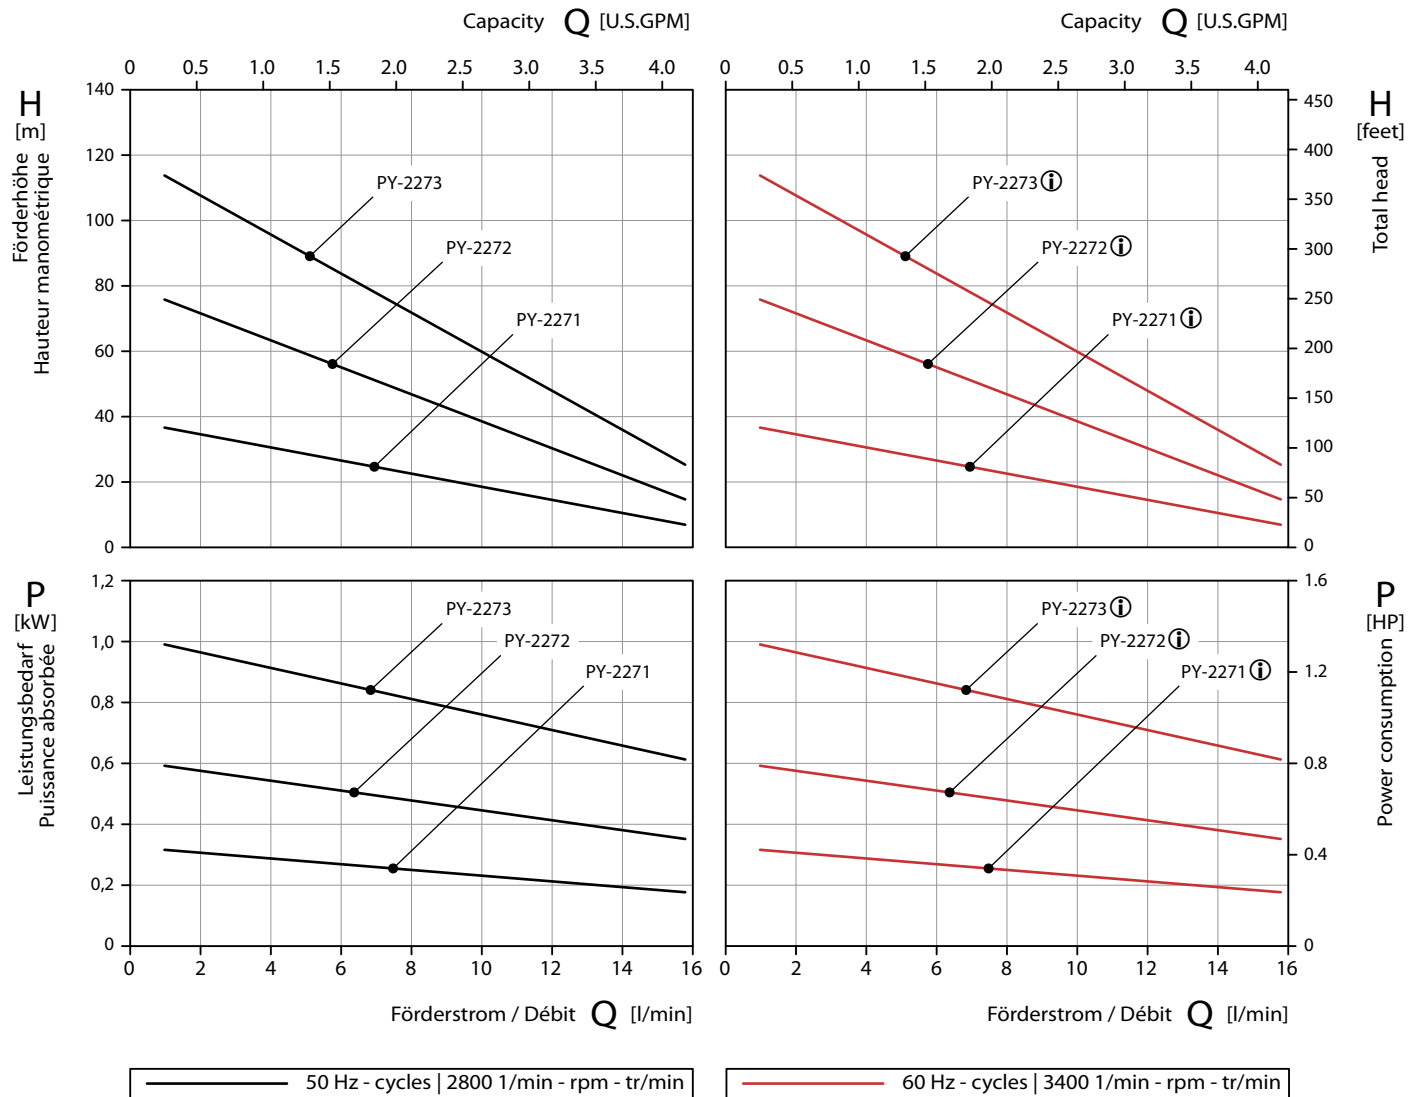 Capacity Q [U.S.GPM]
Capacity Q [U.S.GPM]
0 0.5 1.0 1.5 2.0 2.5 3.0 3.5 4.0
0 0.5 1.0 1.5 2.0 2.5 3.0 3.5 4.0
H
[m]
Förderhöhe
Hauteur manométrique
140
120
100
80
60
40
20
0
PY-2273
PY-2272
PY-2271
PY-2273 i
PY-2272 i
PY-2271 i
450
400
350
300
250
200
150
100
50
0
H
[feet]
Total head
P
[kW]
Leistungsbedarf
Puissance absorbée
1,2
1,0
0,8
0,6
0,4
0,2
0
PY-2273
PY-2272
PY-2271
PY-2273 i
PY-2272 i
PY-2271 i
1.6
1.2
0.8
0.4
0
P
[HP]
Power consumption
0 2 4 6 8 10 12 14 16
0 2 4 6 8 10 12 14 16
Förderstrom / Débit Q [l/min]
Förderstrom / Débit Q [l/min]
50 Hz - cycles | 2800 1/min - rpm - tr/min
60 Hz - cycles | 3400 1/min - rpm - tr/min